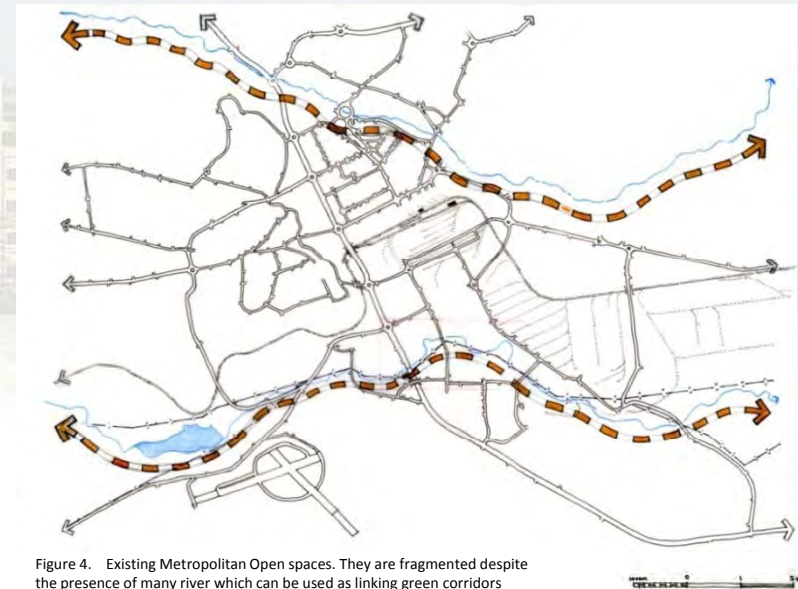 Figure 4. Existing Metropolitan Open spaces. They are fragmented despite
the presence of many river which can be used as linking green corridors